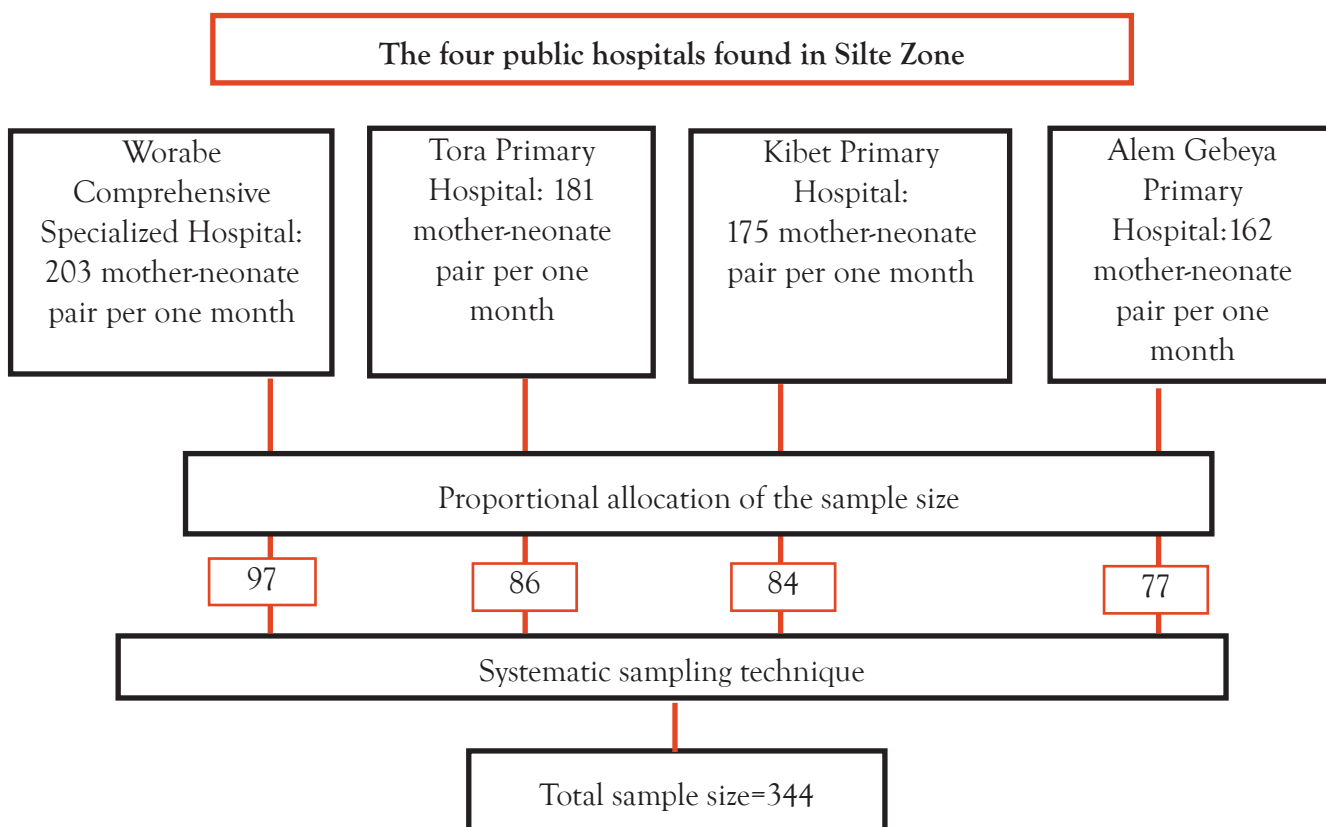 The four public hospitals found in Silte Zone
Worabe
Comprehensive
Specialized Hospital:
203 mother-neonate
pair per one month
Tora Primary
Hospital: 181
mother-neonate
pair per one
month
Kibet Primary
Hospital:
175 mother-neonate
pair per one month
Alem Gebeya
Primary
Hospital:162
mother-neonate
pair per one
month
Proportional allocation of the sample size
97
86
84
77
Systematic sampling technique
Total sample size=344